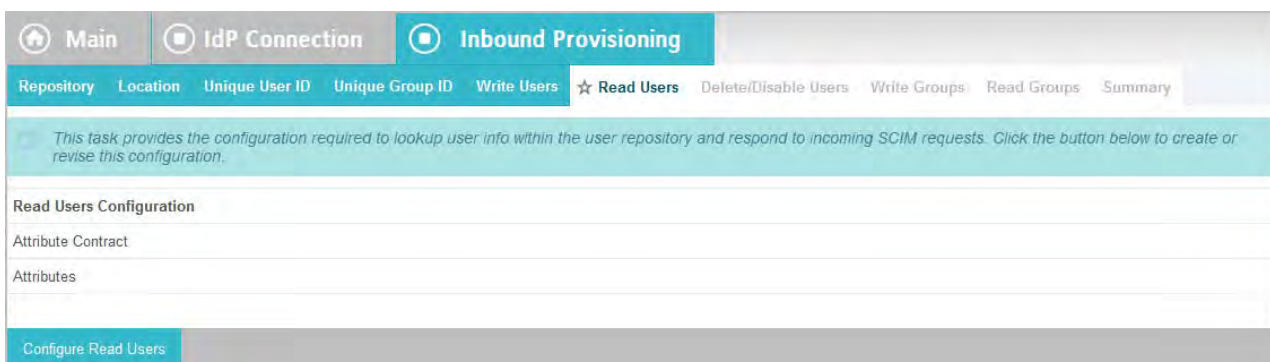 Main IdP Connection Inbound Provisioning
Repository Location Unique User ID Unique Group ID Write Users Read Users Delete/Disable Users Write Groups Read Groups Summary
This task provides the configuration required to lookup user info within the user repository and respond to incoming SCIM requests. Click the button below to create or
revise this configuration.
Read Users Configuration
Attribute Contract
Attributes
Configure Read Users